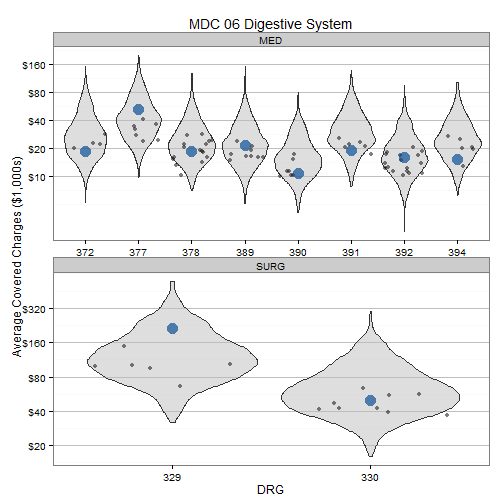 MDC 06 Digestive System
MED
$160
$80
$40
$20
$10
372 377 378 389 390 391 392 394
SURG
$320
$160
$80
$40
$20
329 330
DRG
Average Covered Charges ($1,000s)